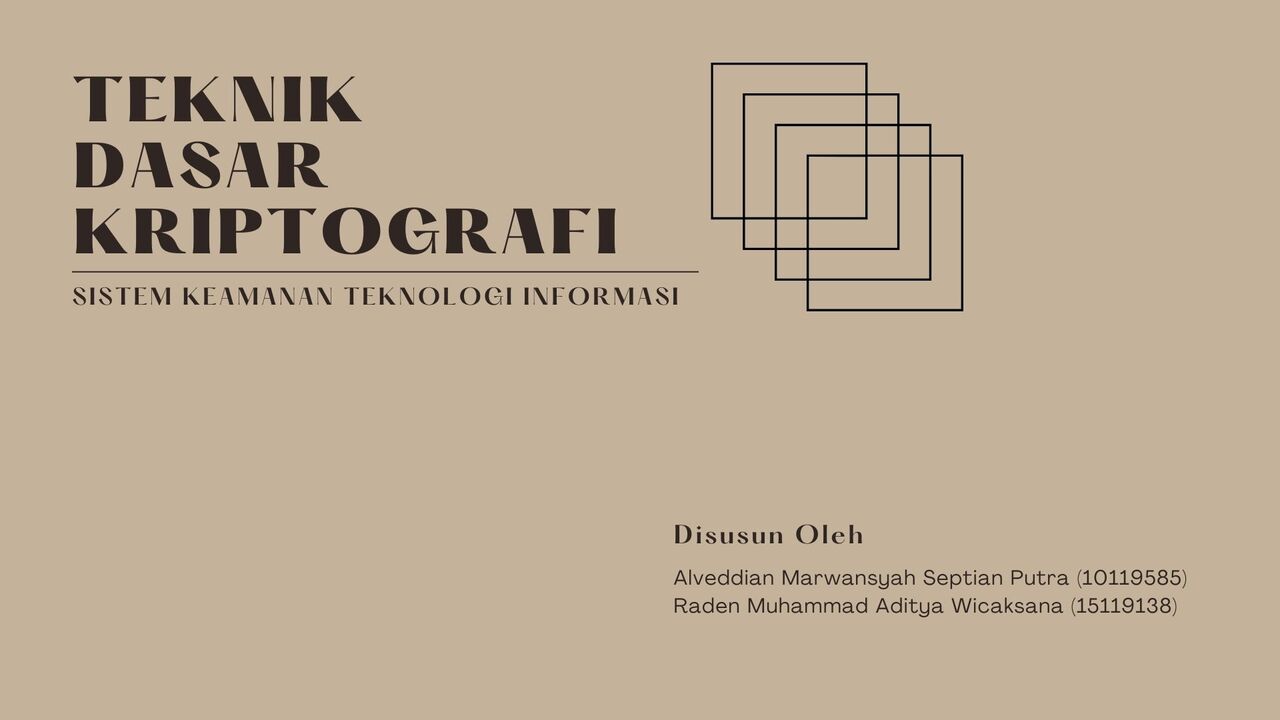 TEKNIK
DASAR
KRIPTOGRAFI
SISTEM KEAMANAN TEKNOLOGI INFORMASI
Disusun Oleh
Alveddian Marwansyah Septian Putra (10119585)
Raden Muhammad Aditya Wicaksana (15119138)